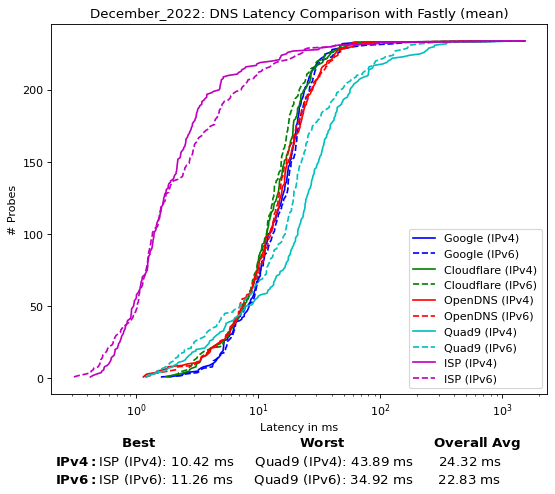 December_2022: DNS Latency Comparison with Fastly (mean)
# Probes
200
150
100
50
0
Google (IPv4)
Google (IPv6)
Cloudflare (IPv4)
Cloudflare (IPv6)
OpenDNS (IPv4)
OpenDNS (IPv6)
Quad9 (IPv4)
Quad9 (IPv6)
ISP (IPv4)
ISP (IPv6)
10⁰ 10¹ 10² 10³
Latency in ms
Best Worst Overall Avg
IPv4: ISP (IPv4): 10.42 ms Quad9 (IPv4): 43.89 ms 24.32 ms
IPv6: ISP (IPv6): 11.26 ms Quad9 (IPv6): 34.92 ms 22.83 ms